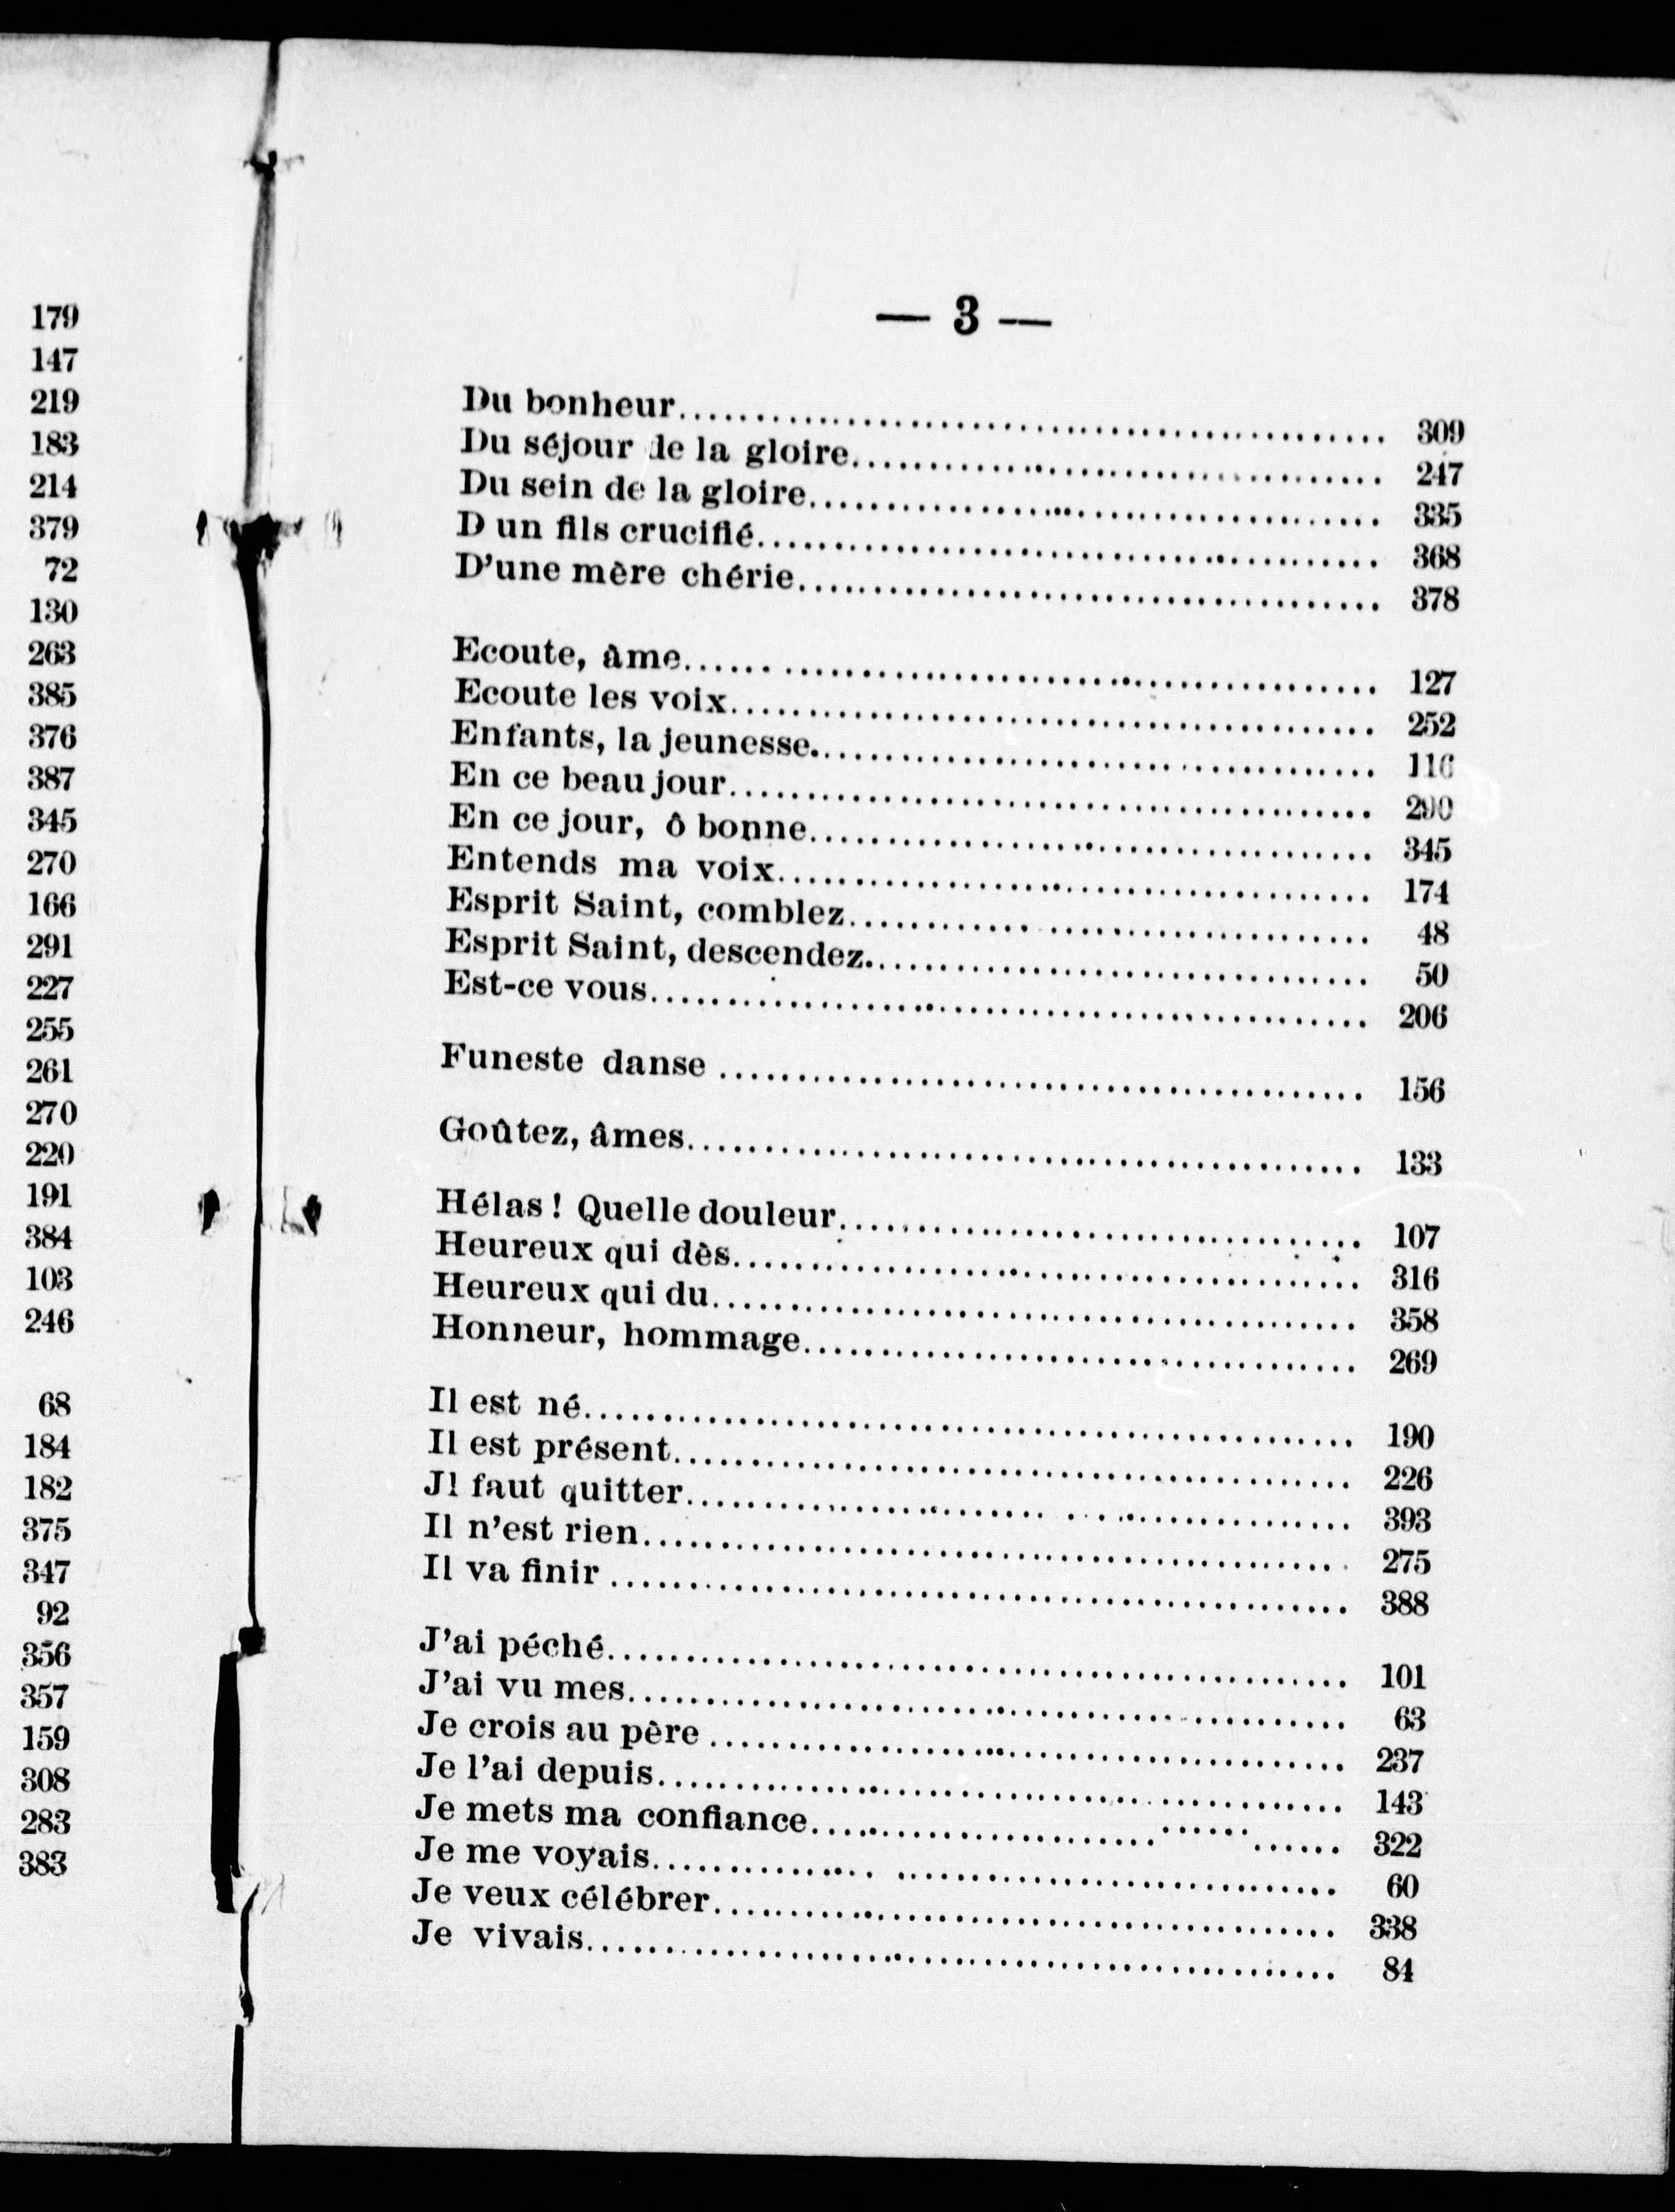 179
147
219
183
214
379
72
130
263
385
376
387
345
270
166
291
227
255
261
270
220
191
384
103
246
68
184
182
375
347
92
356
357
159
308
283
383
— 3 —
Du bonheur........ 309
Du séjour de la gloire........ 247
Du sein de la gloire........ 335
D un fils crucifié........ 368
D'une mère chérie........ 378
Ecoute, âme........ 127
Ecoute les voix........ 252
Enfants, la jeunesse........ 116
En ce beau jour........ 290
En ce jour, ô bonne........ 345
Entends ma voix........ 174
Esprit Saint, comblez........ 48
Esprit Saint, descendez........ 50
Est-ce vous........ 206
Funeste danse ........ 156
Goûtez, âmes........ 133
Hélas ! Quelle douleur........ 107
Heureux qui dès........ 316
Heureux qui du........ 358
Honneur, hommage........ 269
Il est né........ 190
Il est présent........ 226
Jl faut quitter........ 393
Il n'est rien........ 275
Il va finir ........ 388
J'ai péché........ 101
J'ai vu mes........ 63
Je crois au père ........ 237
Je l'ai depuis........ 143
Je mets ma confiance........ 322
Je me voyais........ 60
Je veux célébrer........ 338
Je vivais........ 84